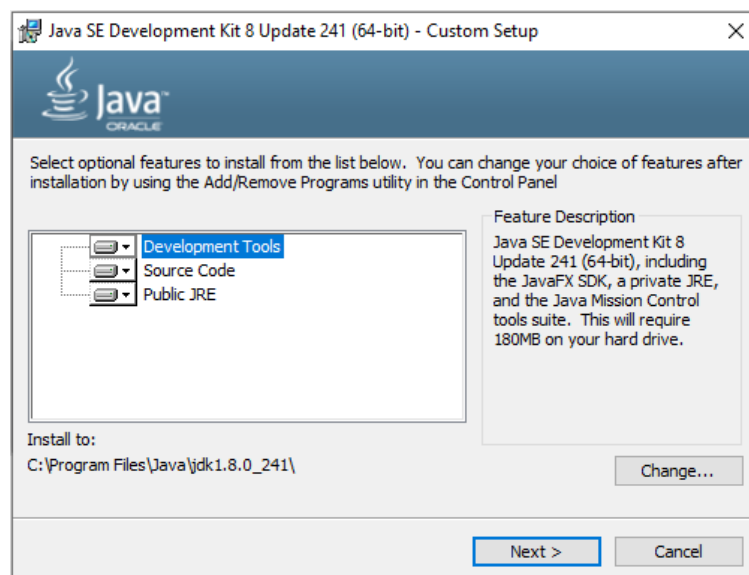 Java SE Development Kit 8 Update 241 (64-bit) - Custom Setup
Java™
ORACLE
Select optional features to install from the list below. You can change your choice of features after
installation by using the Add/Remove Programs utility in the Control Panel
Development Tools
Source Code
Public JRE
Feature Description
Java SE Development Kit 8
Update 241 (64-bit), including
the JavaFX SDK, a private JRE,
and the Java Mission Control
tools suite. This will require
180MB on your hard drive.
Install to:
C:\Program Files\Java\jdk1.8.0_241\
Change...
Next >
Cancel